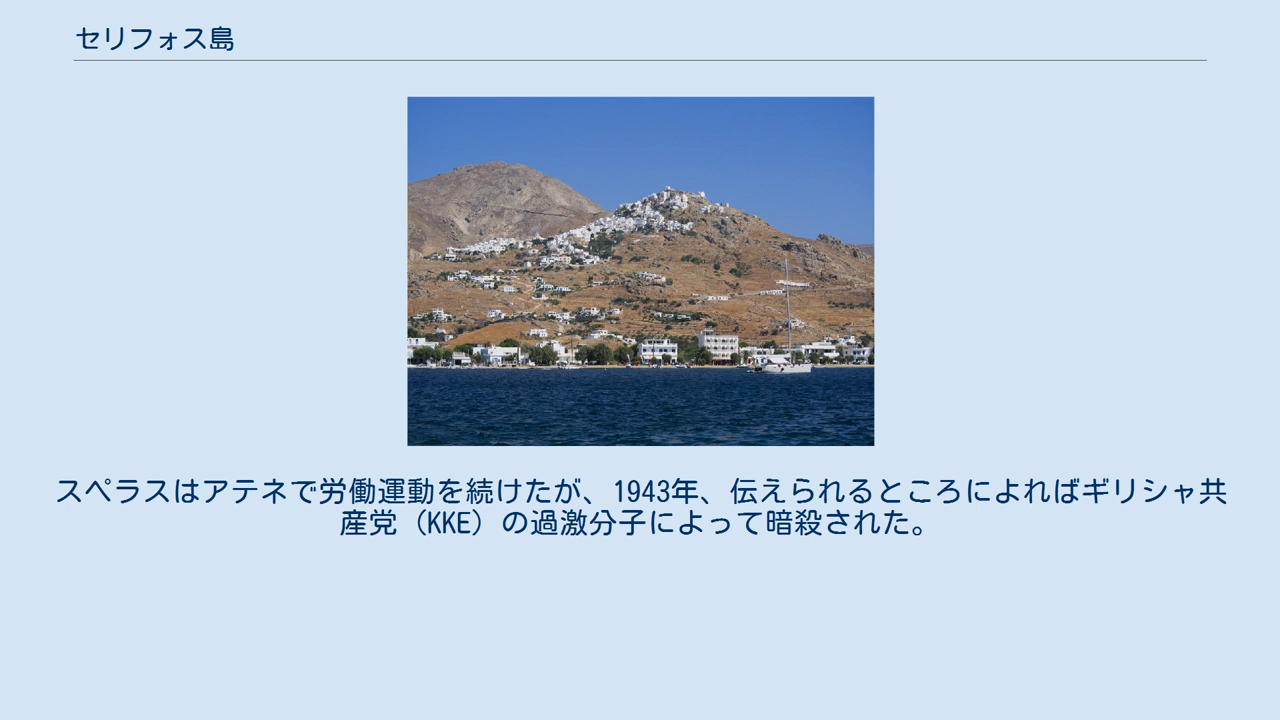 セリフォス島
スペラスはアテネで労働運動を続けたが、1943年、伝えられるところによればギリシャ共
産党（KKE）の過激分子によって暗殺された。